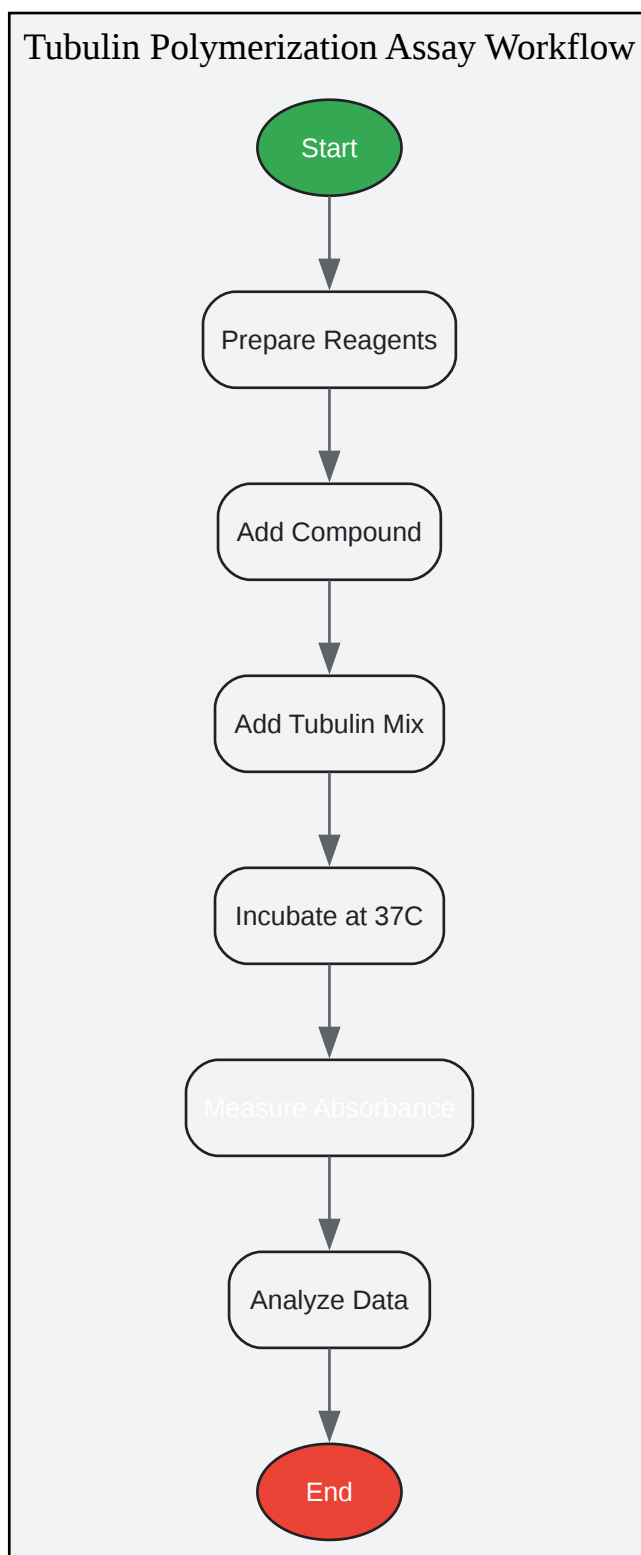 Tubulin Polymerization Assay Workflow
Start
Prepare Reagents
Add Compound
Add Tubulin Mix
Incubate at 37C
Measure Absorbance
Analyze Data
End